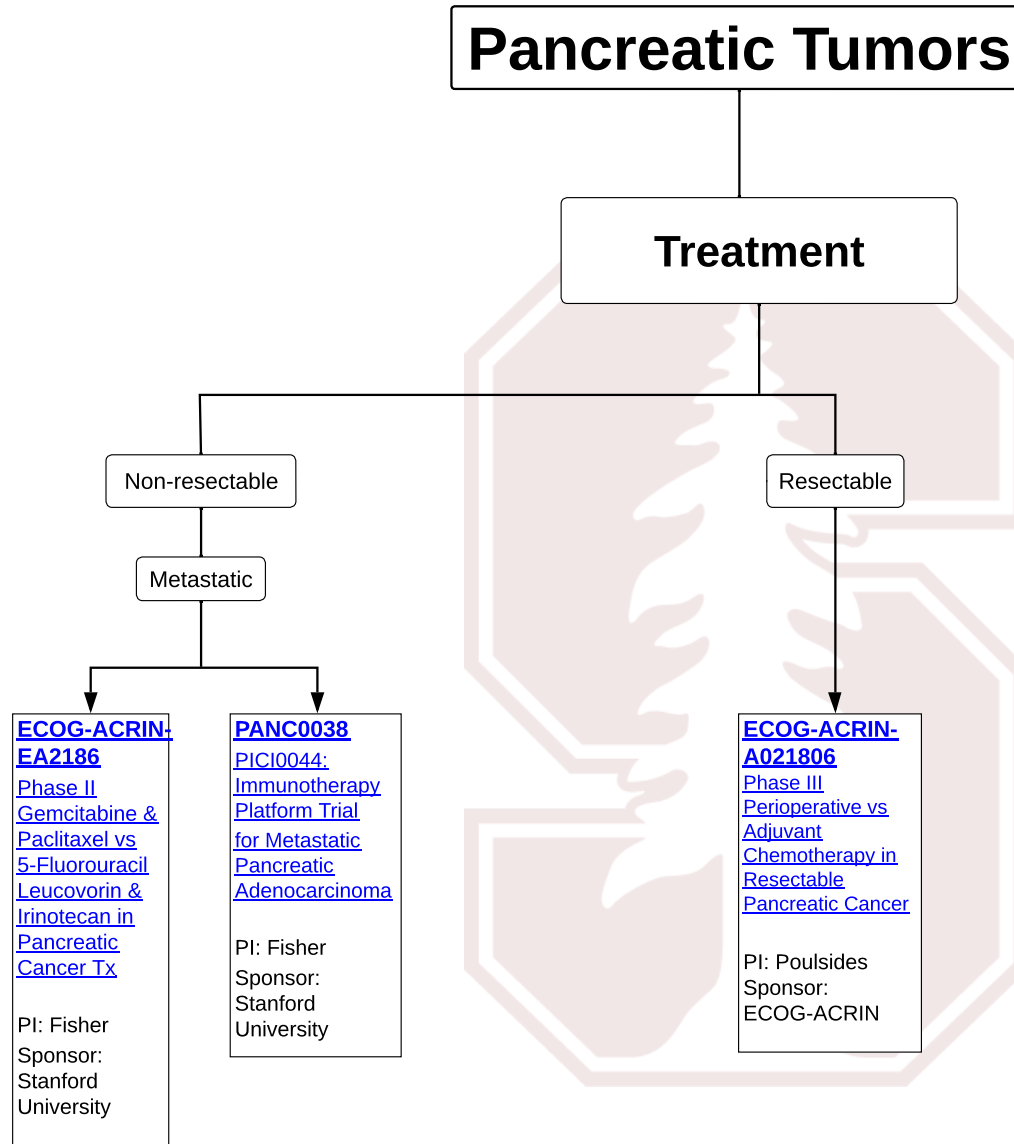 Pancreatic Tumors
Treatment
Non-resectable
Resectable
Metastatic
ECOG-ACRIN-
EA2186
Phase II
Gemcitabine &
Paclitaxel vs
5-Fluorouracil
Leucovorin &
Irinotecan in
Pancreatic
Cancer Tx
PI: Fisher
Sponsor:
Stanford
University
PANC0038
PICI0044:
Immunotherapy
Platform Trial
for Metastatic
Pancreatic
Adenocarcinoma
PI: Fisher
Sponsor:
Stanford
University
ECOG-ACRIN-
A021806
Phase III
Perioperative vs
Adjuvant
Chemotherapy in
Resectable
Pancreatic Cancer
PI: Poulsides
Sponsor:
ECOG-ACRIN